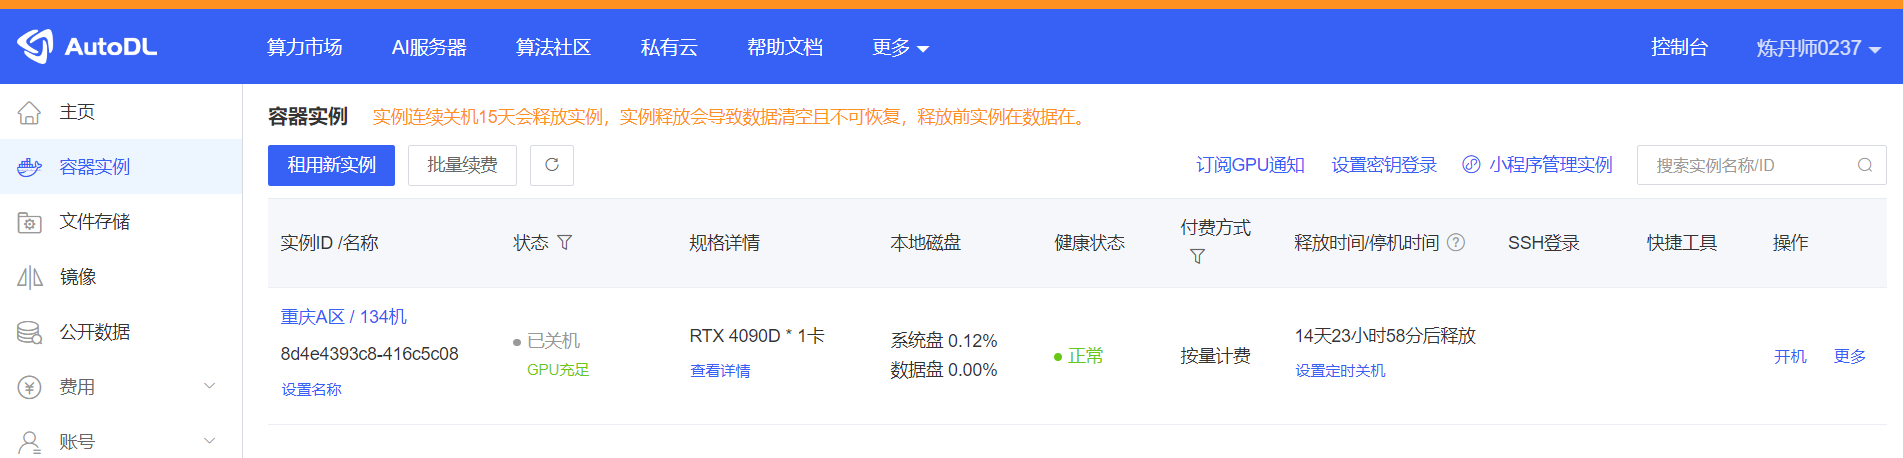 AutoDL 算力市场 AI服务器 算法社区 私有云 帮助文档 更多 控制台 炼丹师0237
主页
容器实例
文件存储
镜像
公开数据
费用
账号
容器实例 实例连续关机15天会释放实例，实例释放会导致数据清空且不可恢复，释放前实例在数据在。
租用新实例 批量续费 订阅GPU通知 设置密钥登录 小程序管理实例 搜索实例名称/ID
实例ID /名称 状态 规格详情 本地磁盘 健康状态 付费方式 释放时间/停机时间 SSH登录 快捷工具 操作
重庆A区 / 134机
8d4e4393c8-416c5c08
设置名称
已关机
GPU充足
RTX 4090D * 1卡
查看详情
系统盘 0.12%
数据盘 0.00%
正常
按量计费
14天23小时58分后释放
设置定时关机
开机 更多